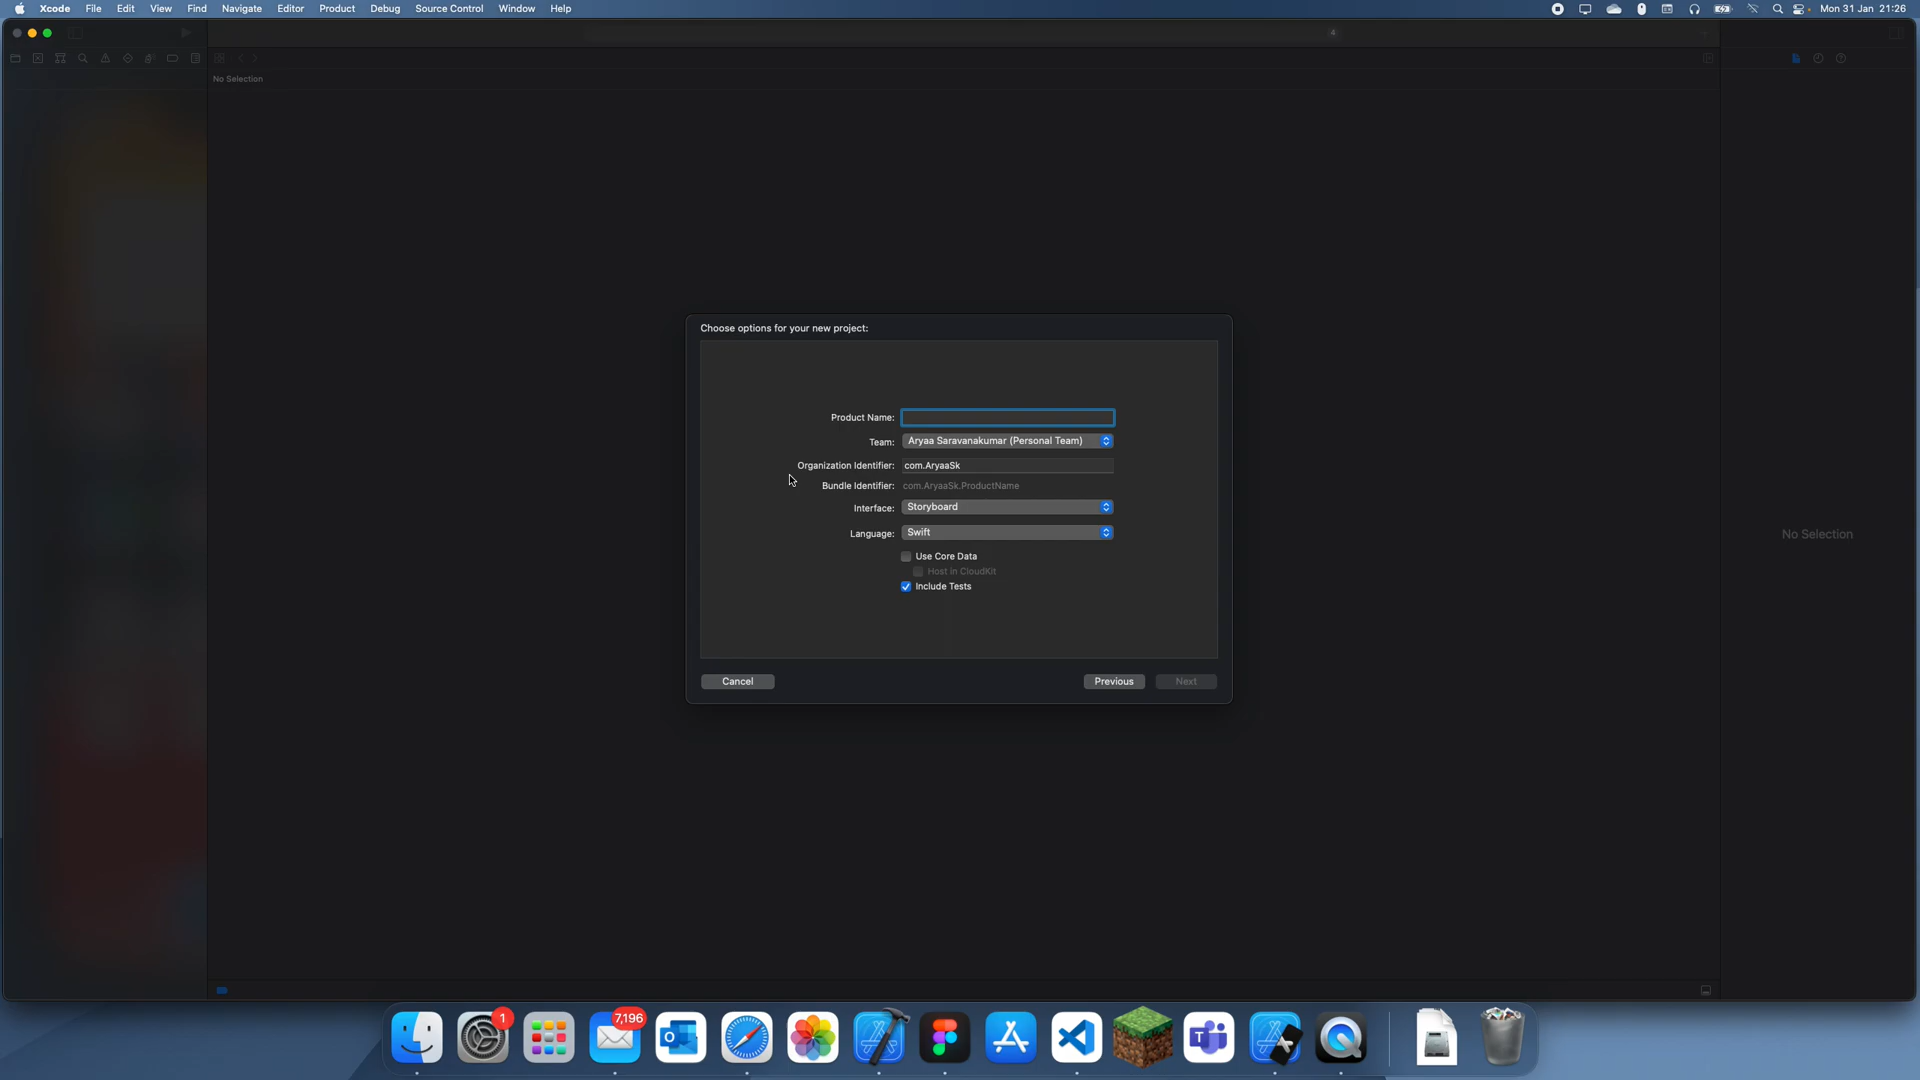 Xcode File Edit View Find Navigate Editor Product Debug Source Control Window Help Mon 31 Jan 21:26
4
No Selection
Choose options for your new project:
Product Name:
Team: Aryaa Saravanakumar (Personal Team)
Organization Identifier: com.AryaaSk
Bundle Identifier: com.AryaaSk.ProductName
Interface: Storyboard
No Selection
Language: Swift
Use Core Data
Host in CloudKit
Include Tests
Cancel Previous Next
1 7,196